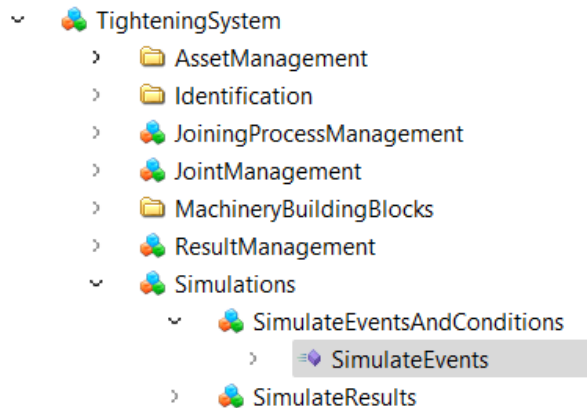 TighteningSystem
AssetManagement
Identification
JoiningProcessManagement
JointManagement
MachineryBuildingBlocks
ResultManagement
Simulations
SimulateEventsAndConditions
SimulateEvents
SimulateResults